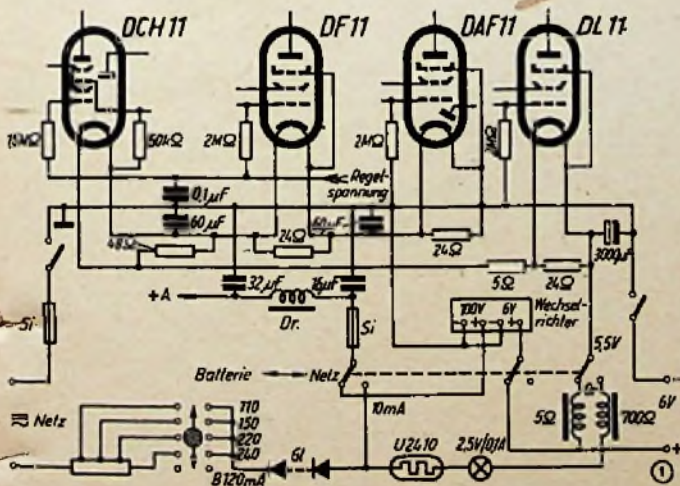 DCH11 DF11 DAF11 DL11
50kΩ 2MΩ 2MΩ 2MΩ
Regel-
spannung
0,1µF
60µF
24Ω 24Ω
3000µF
48Ω
5Ω 24Ω
+A
32µF 16µF
Dr.
Si Si
100V 6V
- + - +
Wechsel-
richter
5,5V
Batterie Netz
10mA
5Ω 700Ω
6V
-
+
Netz
110
150
220
240
B120mA
Gl
U2410
2,5V/0,1A
1